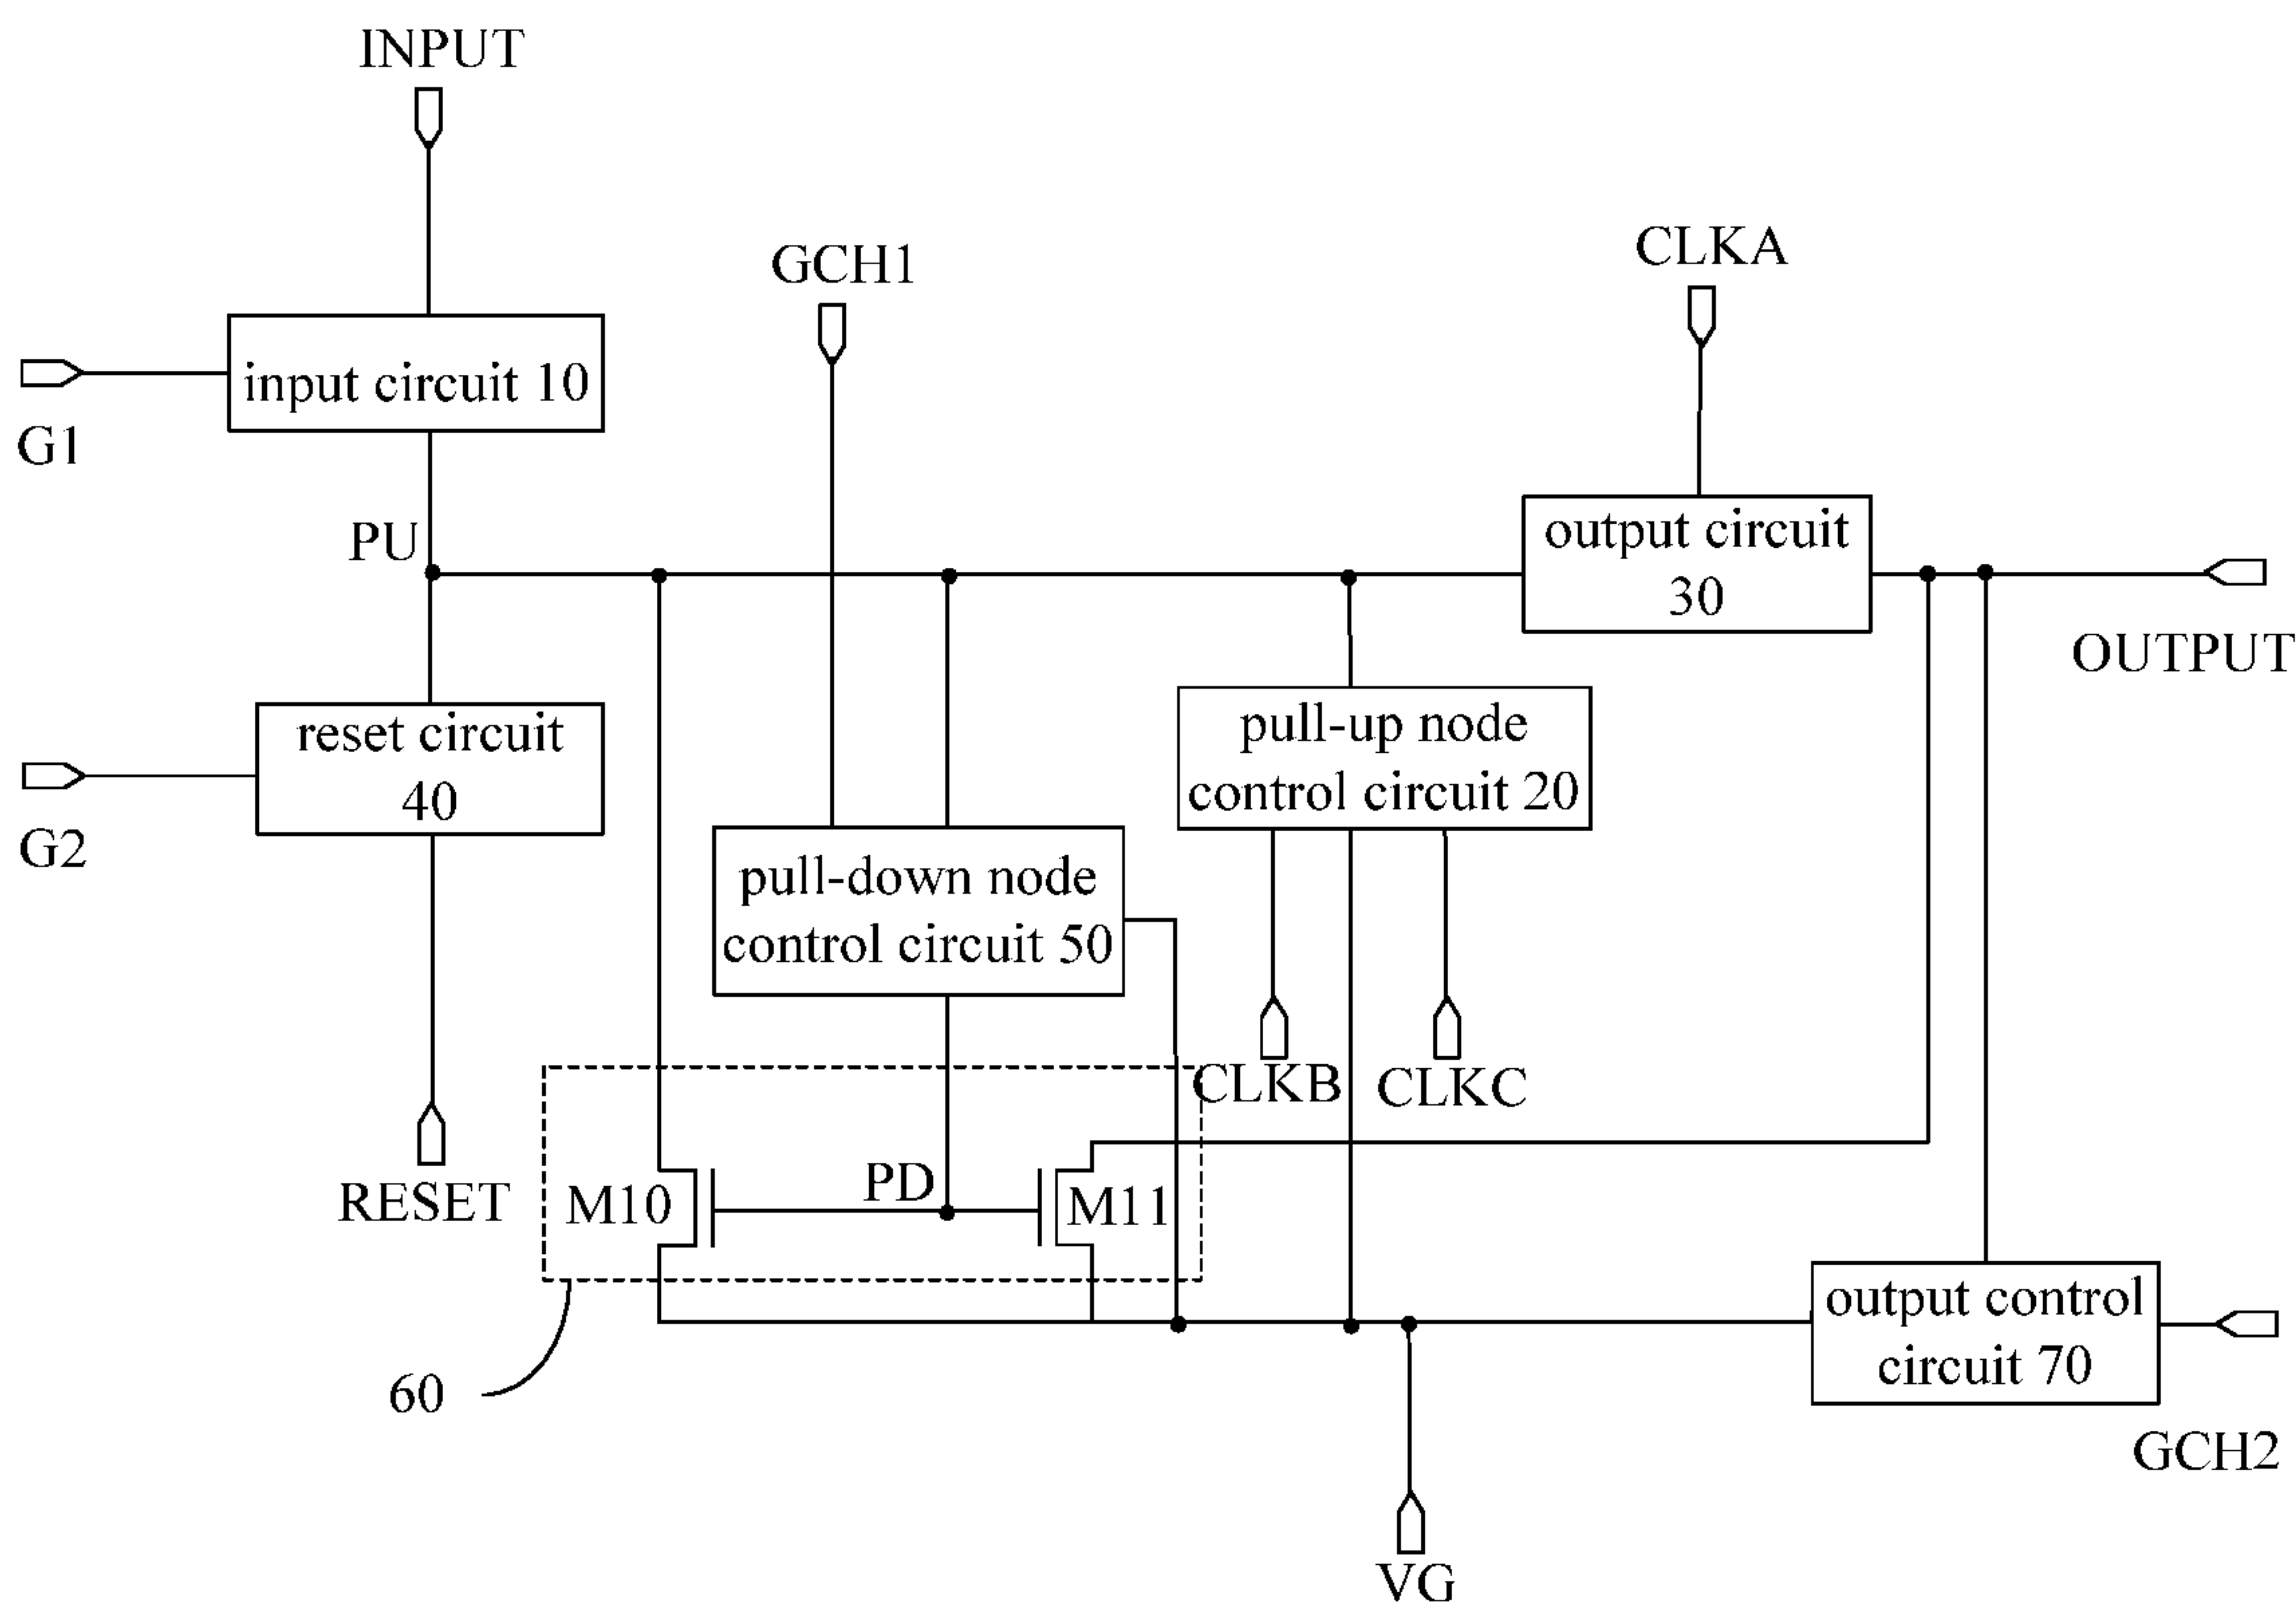 INPUT
GCH1
CLKA
input circuit 10
G1
PU
output circuit
30
OUTPUT
reset circuit
40
G2
pull-up node
control circuit 20
pull-down node
control circuit 50
CLKB
CLKC
RESET
M10
PD
M11
output control
circuit 70
60
GCH2
VG